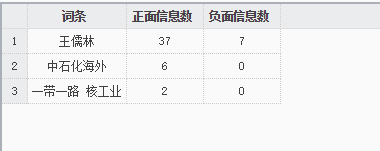 词条 正面信息数 负面信息数
1 王儒林 37 7
2 中石化海外 6 0
3 一带一路 核工业 2 0